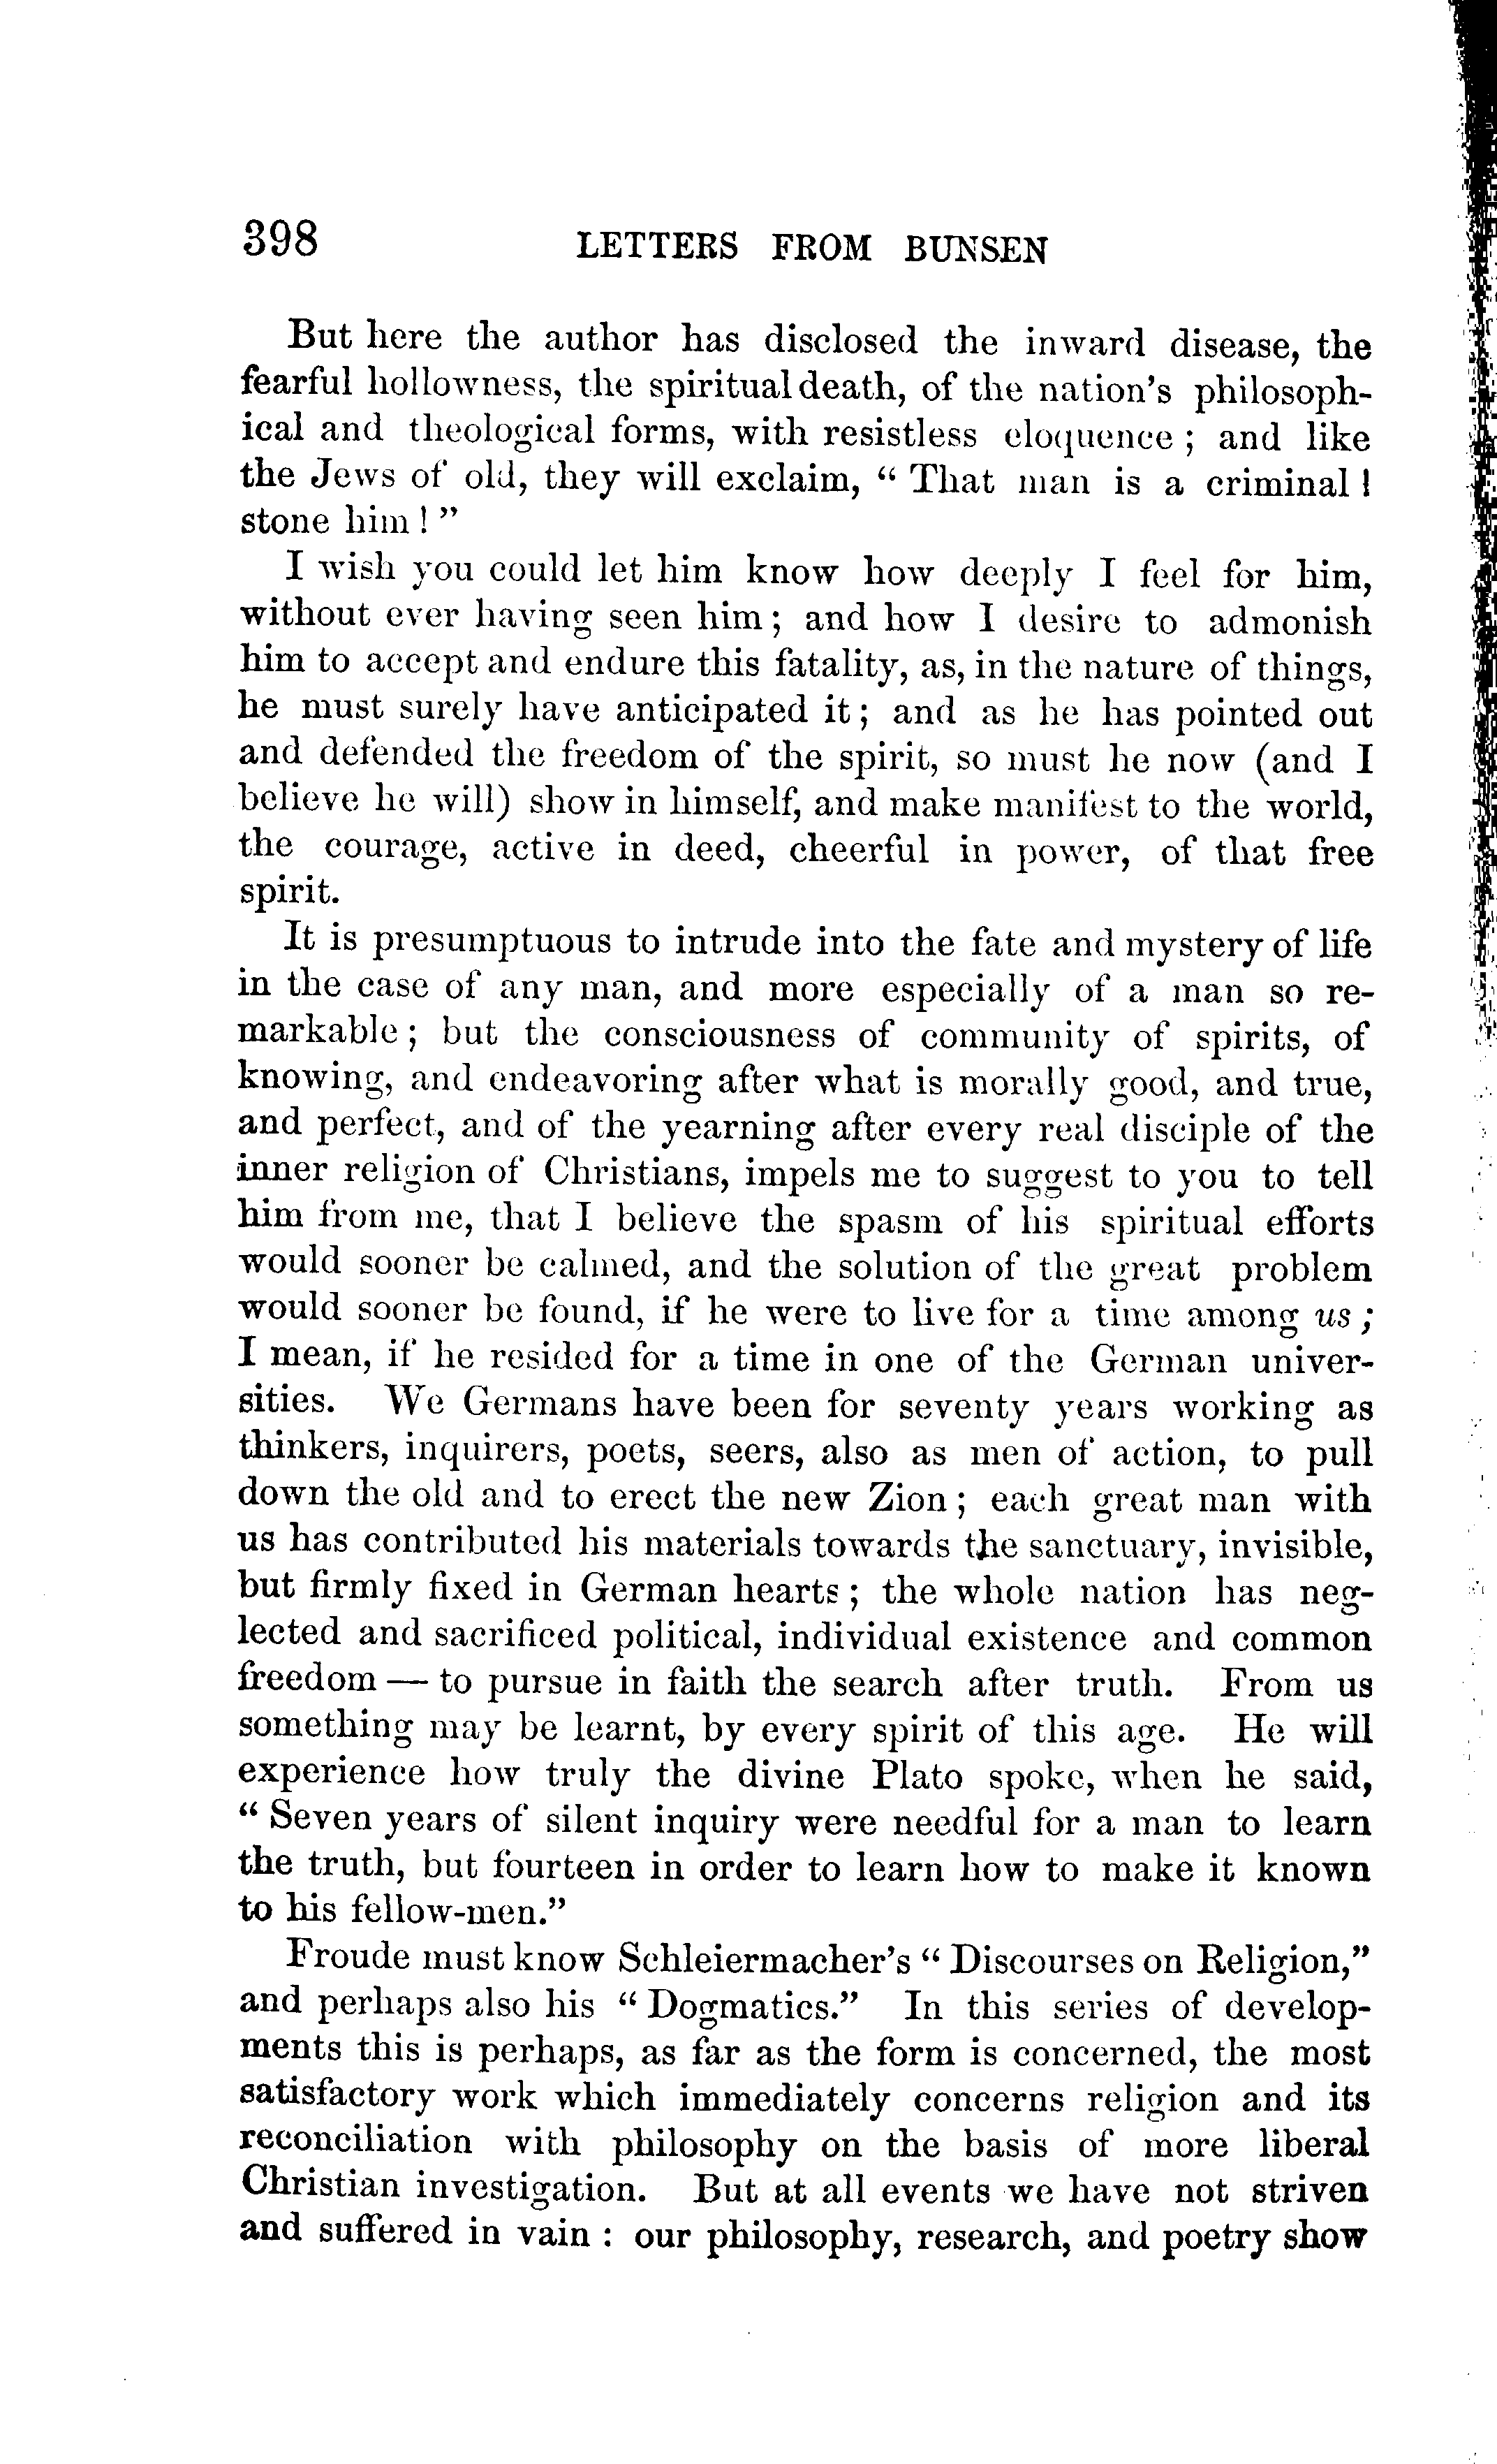 398 LETTERS FROM BUNSEN
But here the author has disclosed the inward disease, the
fearful hollowness, the spiritual death, of the nation's philosoph-
ical and theological forms, with resistless eloquence; and like
the Jews of old, they will exclaim, "That man is a criminal!
stone him!"
I wish you could let him know how deeply I feel for him,
without ever having seen him; and how I desire to admonish
him to accept and endure this fatality, as, in the nature of things,
he must surely have anticipated it; and as he has pointed out
and defended the freedom of the spirit, so must he now (and I
believe he will) show in himself, and make manifest to the world,
the courage, active in deed, cheerful in power, of that free
spirit.
It is presumptuous to intrude into the fate and mystery of life
in the case of any man, and more especially of a man so re-
markable; but the consciousness of community of spirits, of
knowing, and endeavoring after what is morally good, and true,
and perfect, and of the yearning after every real disciple of the
inner religion of Christians, impels me to suggest to you to tell
him from me, that I believe the spasm of his spiritual efforts
would sooner be calmed, and the solution of the great problem
would sooner be found, if he were to live for a time among us;
I mean, if he resided for a time in one of the German univer-
sities. We Germans have been for seventy years working as
thinkers, inquirers, poets, seers, also as men of action, to pull
down the old and to erect the new Zion; each great man with
us has contributed his materials towards the sanctuary, invisible,
but firmly fixed in German hearts; the whole nation has neg-
lected and sacrificed political, individual existence and common
freedom — to pursue in faith the search after truth. From us
something may be learnt, by every spirit of this age. He will
experience how truly the divine Plato spoke, when he said,
"Seven years of silent inquiry were needful for a man to learn
the truth, but fourteen in order to learn how to make it known
to his fellow-men."
Froude must know Schleiermacher's "Discourses on Religion,"
and perhaps also his "Dogmatics." In this series of develop-
ments this is perhaps, as far as the form is concerned, the most
satisfactory work which immediately concerns religion and its
reconciliation with philosophy on the basis of more liberal
Christian investigation. But at all events we have not striven
and suffered in vain: our philosophy, research, and poetry show